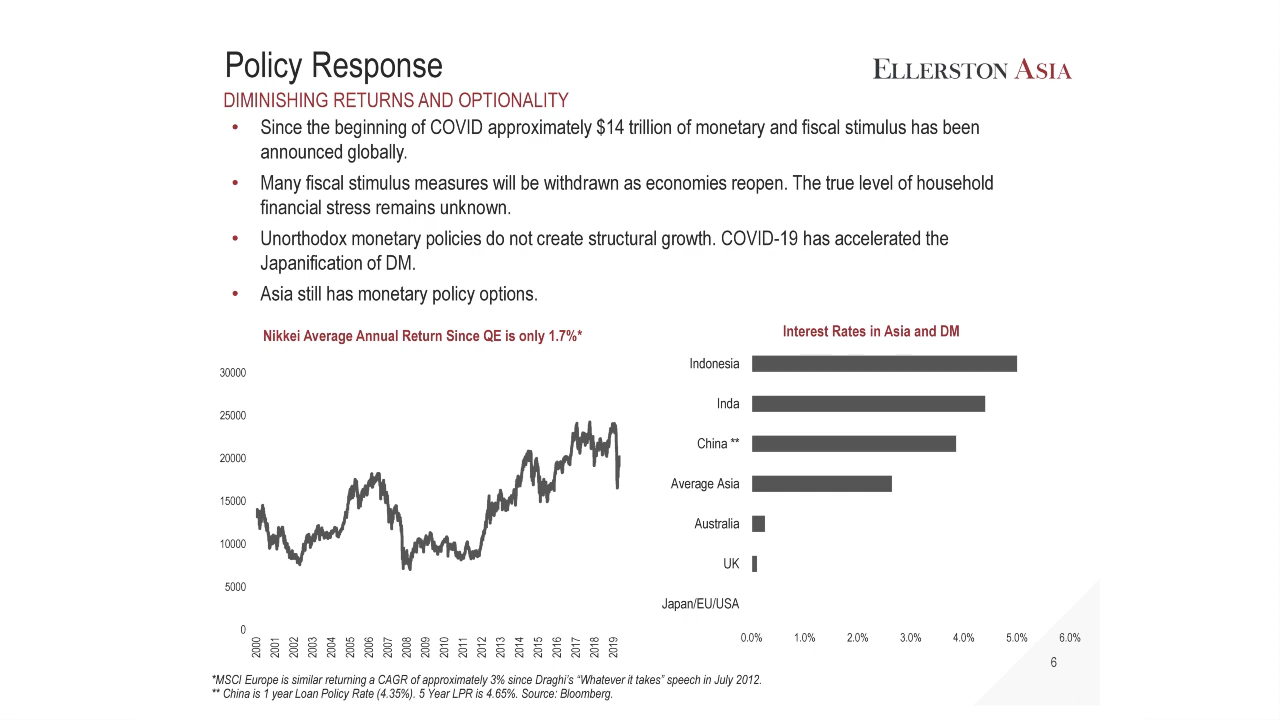 Policy Response
ELLERSTON ASIA
DIMINISHING RETURNS AND OPTIONALITY
• Since the beginning of COVID approximately $14 trillion of monetary and fiscal stimulus has been
announced globally.
• Many fiscal stimulus measures will be withdrawn as economies reopen. The true level of household
financial stress remains unknown.
• Unorthodox monetary policies do not create structural growth. COVID-19 has accelerated the
Japanification of DM.
• Asia still has monetary policy options.
Nikkei Average Annual Return Since QE is only 1.7%*
30000
25000
20000
15000
10000
5000
0
2000 2001 2002 2003 2004 2005 2006 2007 2008 2009 2010 2011 2012 2013 2014 2015 2016 2017 2018 2019
Interest Rates in Asia and DM
Indonesia
Inda
China **
Average Asia
Australia
UK
Japan/EU/USA
0.0% 1.0% 2.0% 3.0% 4.0% 5.0% 6.0%
6
*MSCI Europe is similar returning a CAGR of approximately 3% since Draghi's "Whatever it takes" speech in July 2012.
** China is 1 year Loan Policy Rate (4.35%). 5 Year LPR is 4.65%. Source: Bloomberg.